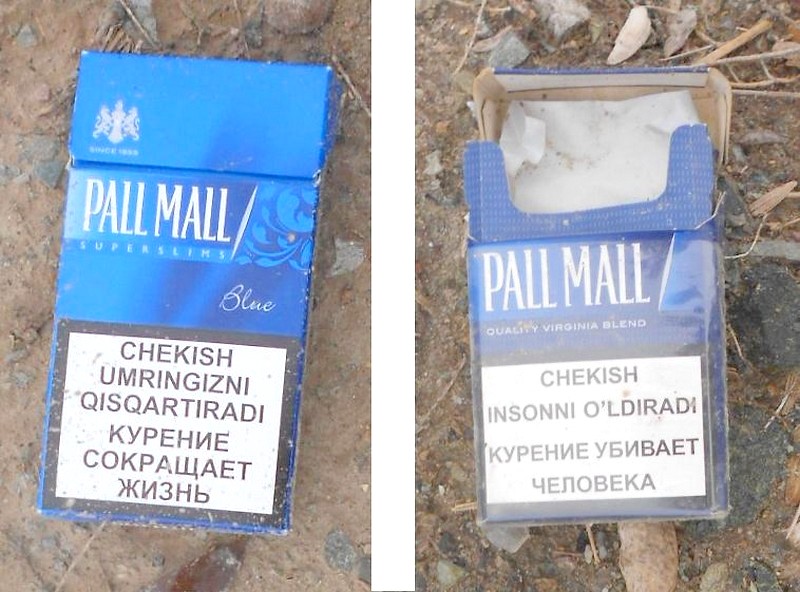 SINCE 1899
PALL MALL
SUPERSLIMS
Blue
CHEKISH
UMRINGIZNI
QISQARTIRADI
КУРЕНИЕ
СОКРАЩАЕТ
ЖИЗНЬ
PALL MALL
QUALITY VIRGINIA BLEND
CHEKISH
INSONNI O'LDIRADI
КУРЕНИЕ УБИВАЕТ
ЧЕЛОВЕКА